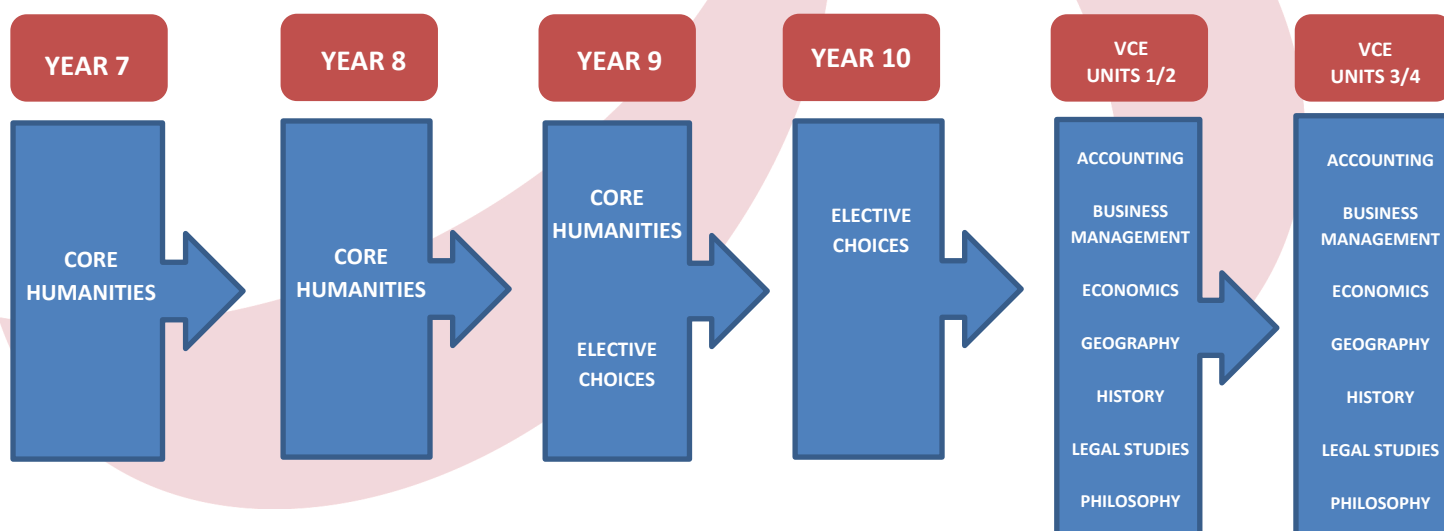 YEAR 7
YEAR 8
YEAR 9
YEAR 10
VCE
UNITS 1/2
VCE
UNITS 3/4
CORE
HUMANITIES
CORE
HUMANITIES
CORE
HUMANITIES
ELECTIVE
CHOICES
ELECTIVE
CHOICES
ACCOUNTING
BUSINESS
MANAGEMENT
ECONOMICS
GEOGRAPHY
HISTORY
LEGAL STUDIES
PHILOSOPHY
ACCOUNTING
BUSINESS
MANAGEMENT
ECONOMICS
GEOGRAPHY
HISTORY
LEGAL STUDIES
PHILOSOPHY